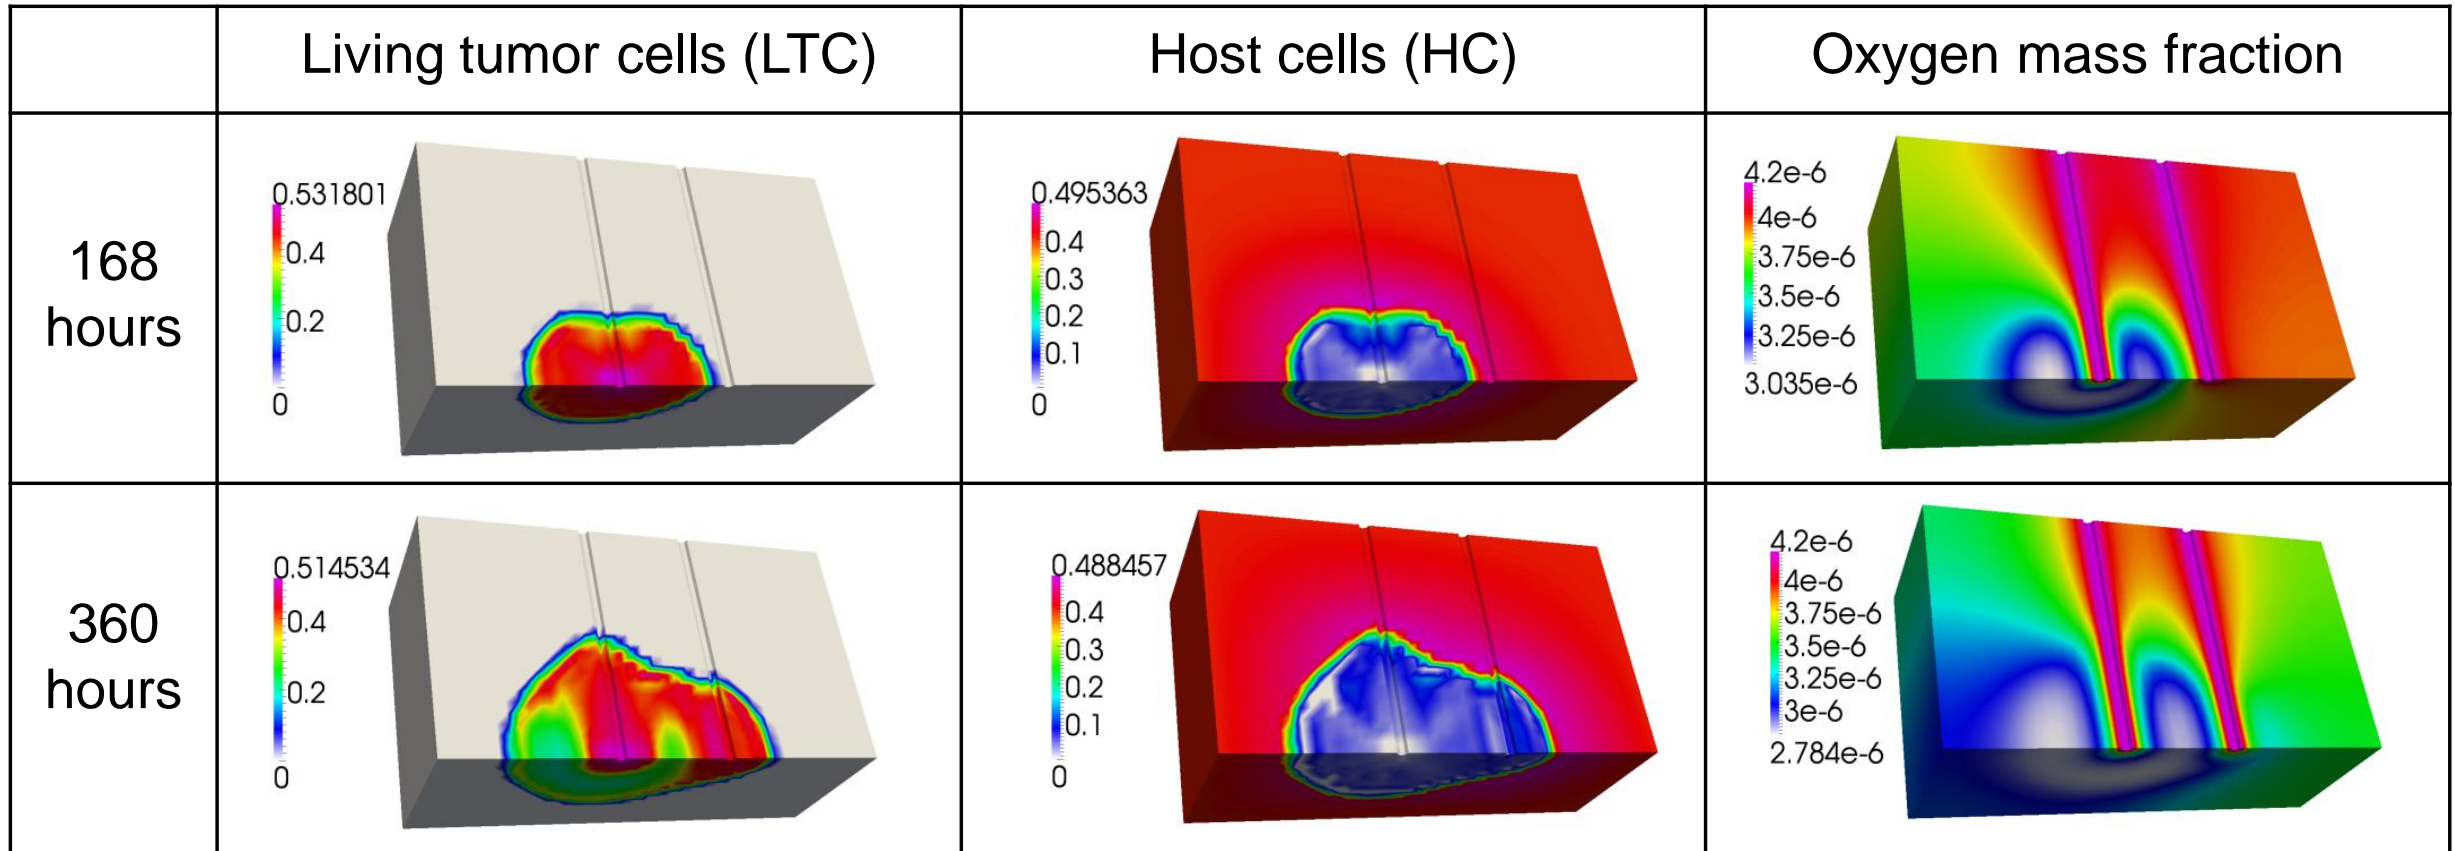 Living tumor cells (LTC)
Host cells (HC)
Oxygen mass fraction
168
hours
0.531801
0.4
0.2
0
0.495363
0.4
0.3
0.2
0.1
0
4.2e-6
4e-6
3.75e-6
3.5e-6
3.25e-6
3.035e-6
360
hours
0.514534
0.4
0.2
0
0.488457
0.4
0.3
0.2
0.1
0
4.2e-6
4e-6
3.75e-6
3.5e-6
3.25e-6
3e-6
2.784e-6